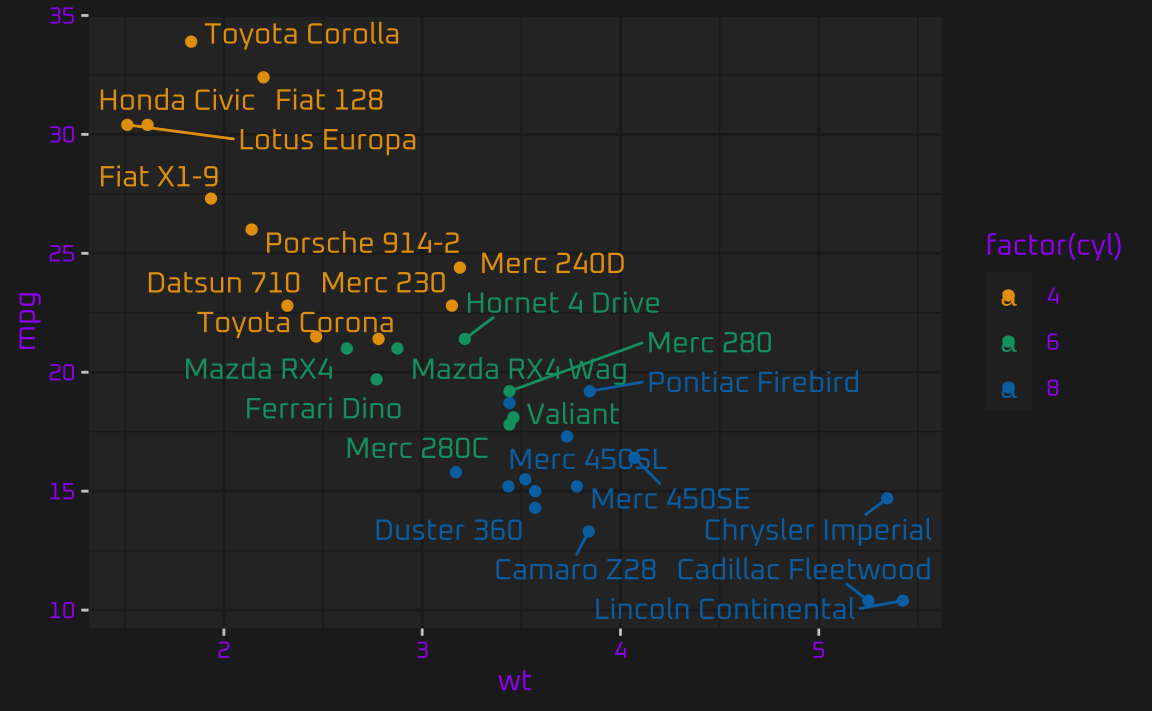 35
Toyota Corolla
Honda Civic Fiat 128
30
Lotus Europa
Fiat X1-9
25
Porsche 914-2
Merc 240D
factor(cyl)
Datsun 710 Merc 230
4
Hornet 4 Drive
mpg
Toyota Corona
Merc 280
6
20
Mazda RX4
Mazda RX4 Wag
Pontiac Firebird
8
Ferrari Dino
Valiant
Merc 280C
Merc 450SL
15
Merc 450SE
Duster 360
Chrysler Imperial
Camaro Z28 Cadillac Fleetwood
10
Lincoln Continental
2 3 4 5
wt
a
a
a